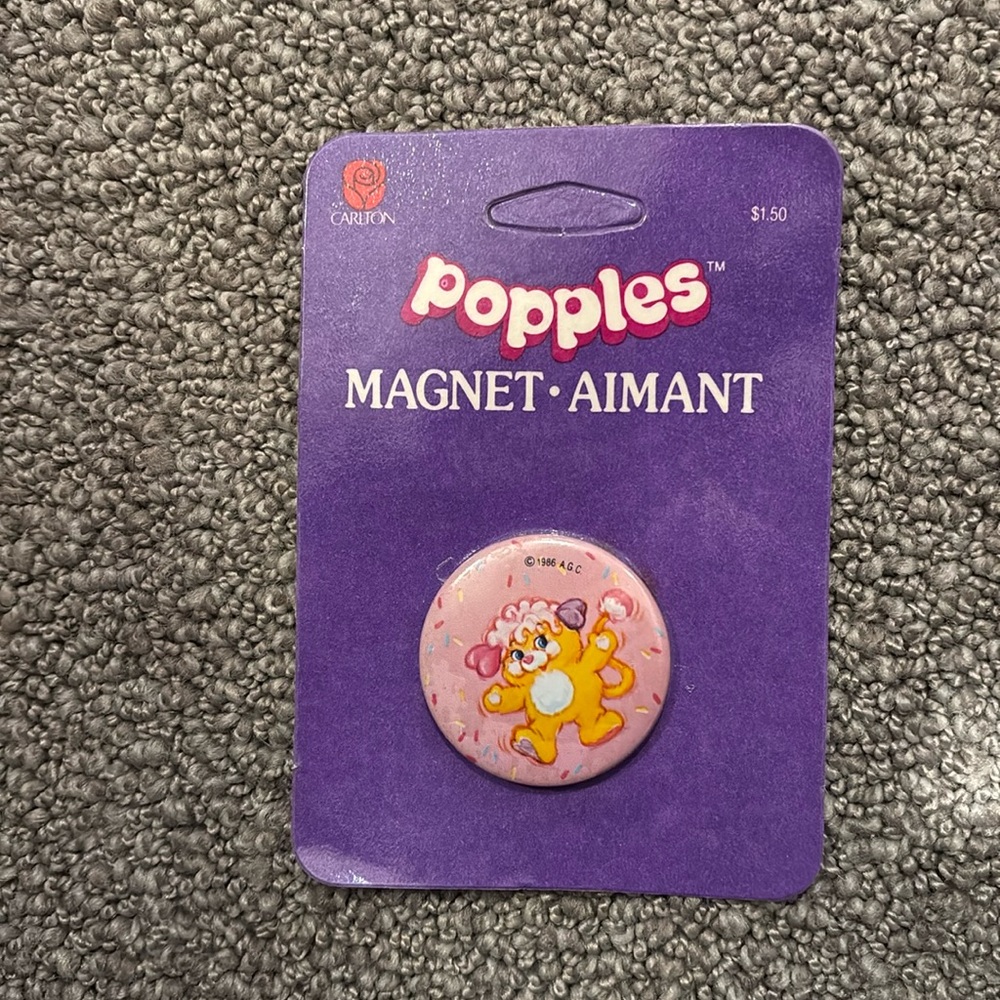 CARLTON
$1.50
popples™
MAGNET • AIMANT
© 1986 A.G.C.